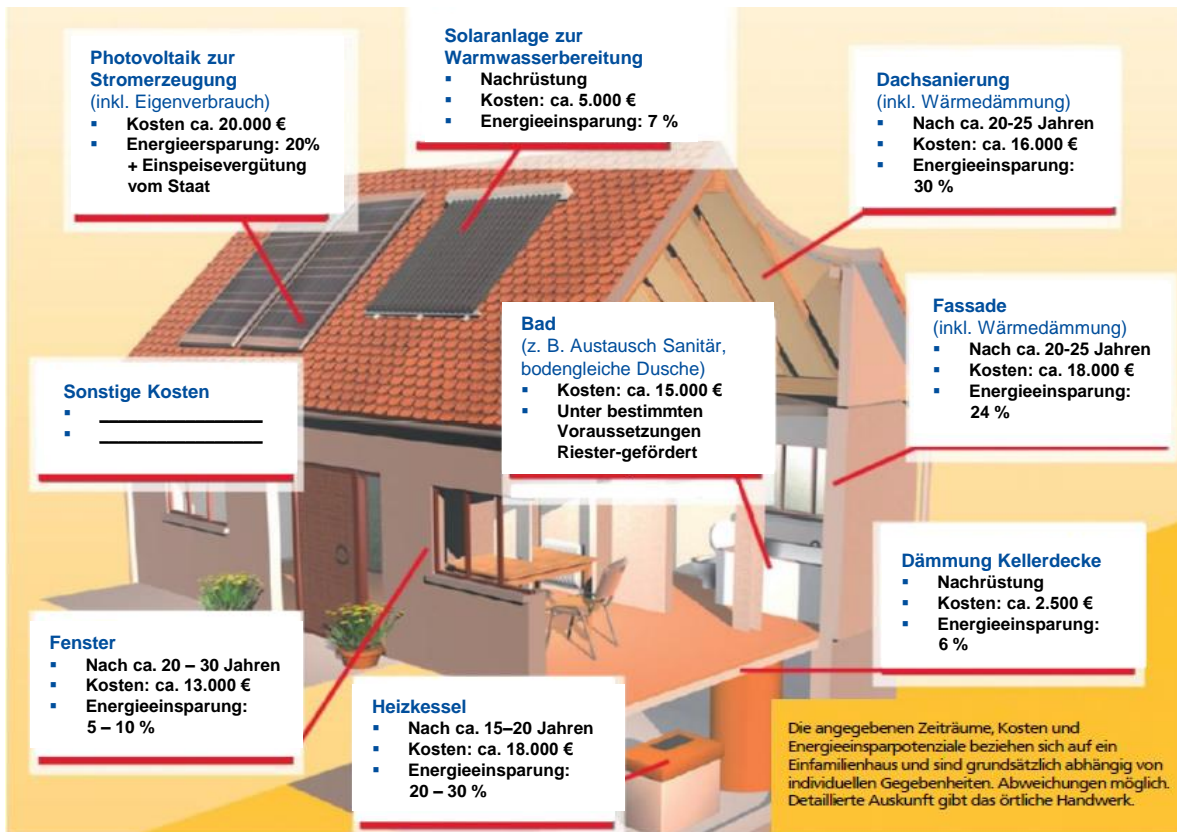 Photovoltaik zur
Stromerzeugung
(inkl. Eigenverbrauch)
▪ Kosten ca. 20.000 €
▪ Energieersparung: 20%
+ Einspeisevergütung
vom Staat
Solaranlage zur
Warmwasserbereitung
▪ Nachrüstung
▪ Kosten: ca. 5.000 €
▪ Energieeinsparung: 7 %
Dachsanierung
(inkl. Wärmedämmung)
▪ Nach ca. 20-25 Jahren
▪ Kosten: ca. 16.000 €
▪ Energieeinsparung:
30 %
Sonstige Kosten
Bad
(z. B. Austausch Sanitär,
bodengleiche Dusche)
▪ Kosten: ca. 15.000 €
▪ Unter bestimmten
Voraussetzungen
Riester-gefördert
Fassade
(inkl. Wärmedämmung)
▪ Nach ca. 20-25 Jahren
▪ Kosten: ca. 18.000 €
▪ Energieeinsparung:
24 %
Fenster
▪ Nach ca. 20 – 30 Jahren
▪ Kosten: ca. 13.000 €
▪ Energieeinsparung:
5 – 10 %
Heizkessel
▪ Nach ca. 15–20 Jahren
▪ Kosten: ca. 18.000 €
▪ Energieeinsparung:
20 – 30 %
Dämmung Kellerdecke
▪ Nachrüstung
▪ Kosten: ca. 2.500 €
▪ Energieeinsparung:
6 %
Die angegebenen Zeiträume, Kosten und
Energieeinsparpotenziale beziehen sich auf ein
Einfamilienhaus und sind grundsätzlich abhängig von
individuellen Gegebenheiten. Abweichungen möglich.
Detaillierte Auskunft gibt das örtliche Handwerk.